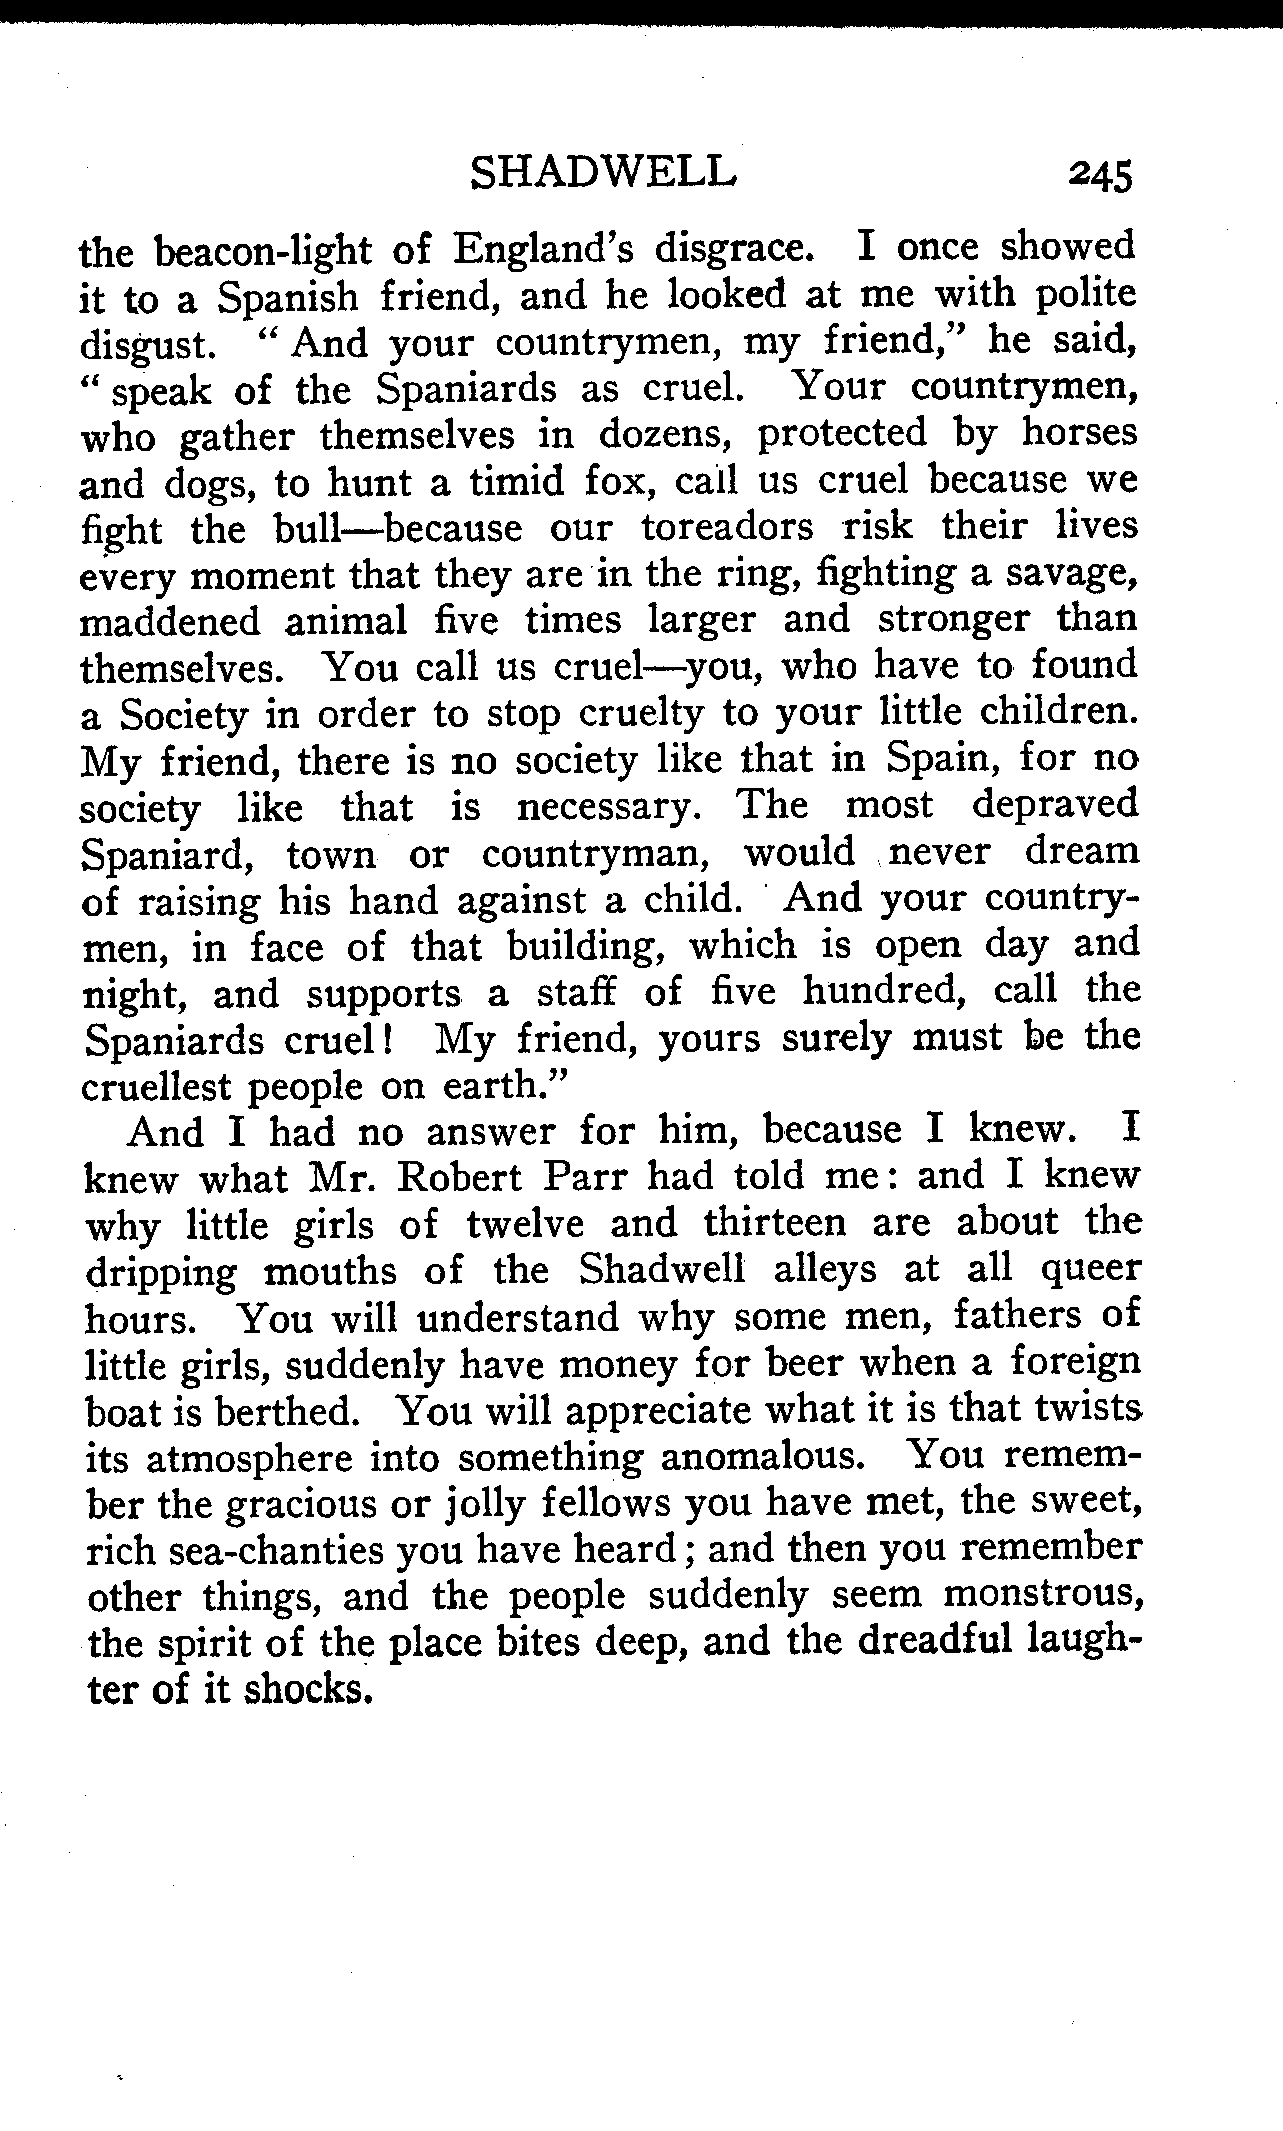 SHADWELL 245
the beacon-light of England's disgrace. I once showed
it to a Spanish friend, and he looked at me with polite
disgust. " And your countrymen, my friend," he said,
" speak of the Spaniards as cruel. Your countrymen,
who gather themselves in dozens, protected by horses
and dogs, to hunt a timid fox, call us cruel because we
fight the bull—because our toreadors risk their lives
every moment that they are in the ring, fighting a savage,
maddened animal five times larger and stronger than
themselves. You call us cruel—you, who have to found
a Society in order to stop cruelty to your little children.
My friend, there is no society like that in Spain, for no
society like that is necessary. The most depraved
Spaniard, town or countryman, would never dream
of raising his hand against a child. And your country-
men, in face of that building, which is open day and
night, and supports a staff of five hundred, call the
Spaniards cruel! My friend, yours surely must be the
cruellest people on earth."
And I had no answer for him, because I knew. I
knew what Mr. Robert Parr had told me: and I knew
why little girls of twelve and thirteen are about the
dripping mouths of the Shadwell alleys at all queer
hours. You will understand why some men, fathers of
little girls, suddenly have money for beer when a foreign
boat is berthed. You will appreciate what it is that twists
its atmosphere into something anomalous. You remem-
ber the gracious or jolly fellows you have met, the sweet,
rich sea-chanties you have heard; and then you remember
other things, and the people suddenly seem monstrous,
the spirit of the place bites deep, and the dreadful laugh-
ter of it shocks.